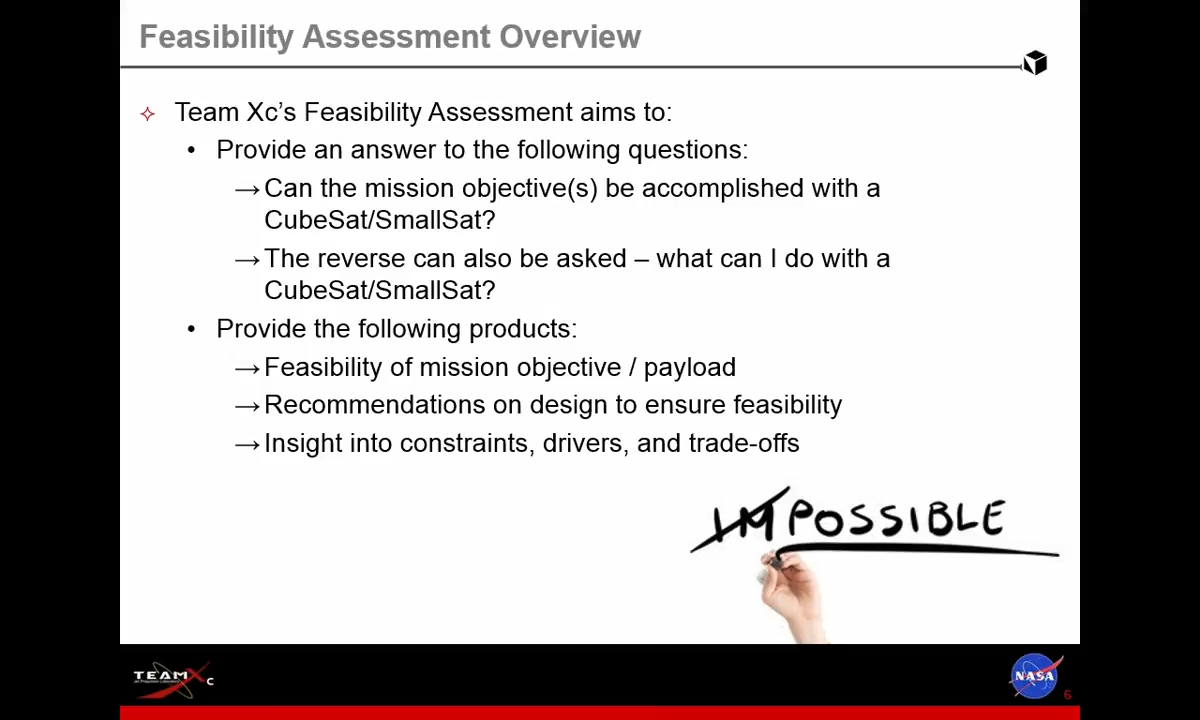 Feasibility Assessment Overview
Team Xc’s Feasibility Assessment aims to:
• Provide an answer to the following questions:
→Can the mission objective(s) be accomplished with a
CubeSat/SmallSat?
→The reverse can also be asked – what can I do with a
CubeSat/SmallSat?
• Provide the following products:
→Feasibility of mission objective / payload
→Recommendations on design to ensure feasibility
→Insight into constraints, drivers, and trade-offs
IMPOSSIBLE
TEAM X c
NASA
6